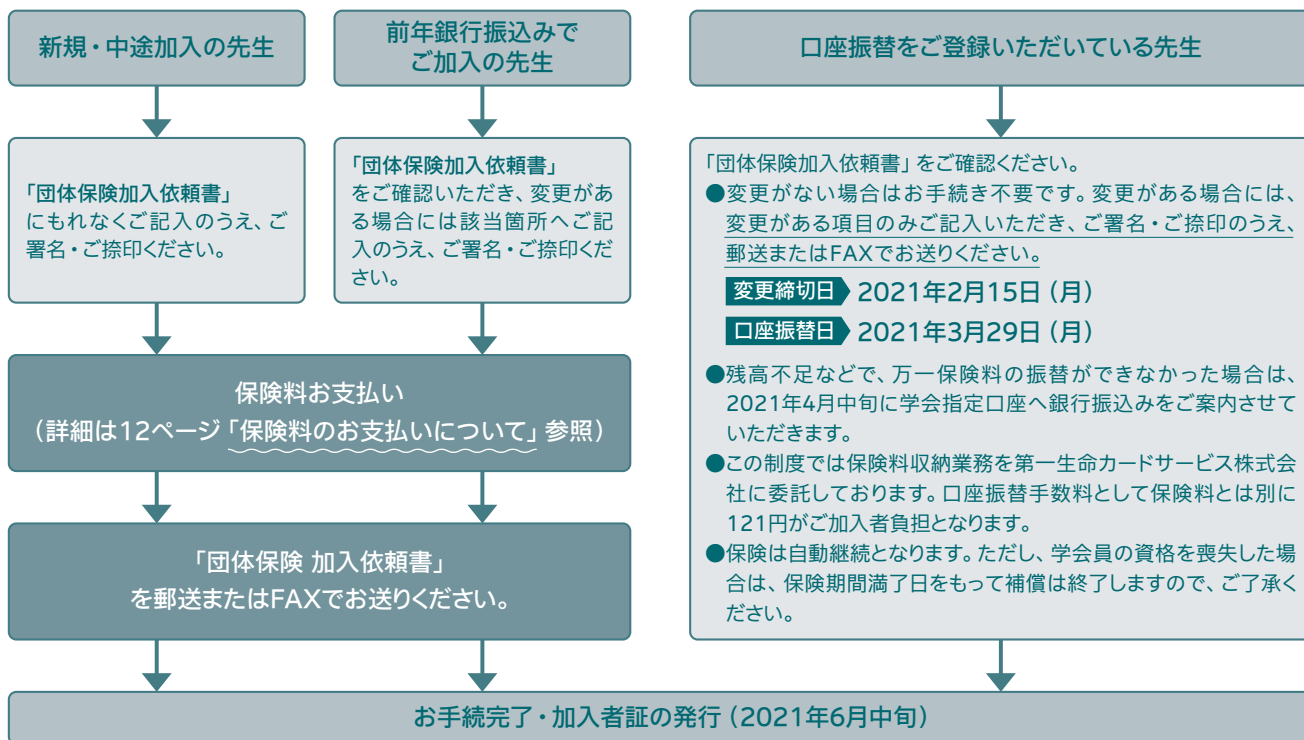 新規・中途加入の先生
前年銀行振込みで
ご加入の先生
口座振替をご登録いただいている先生
「団体保険加入依頼書」
にもれなくご記入のうえ、ご
署名・ご捺印ください。
「団体保険加入依頼書」
をご確認いただき、変更があ
る場合には該当箇所へご記
入のうえ、ご署名・ご捺印くだ
さい。
保険料お支払い
(詳細は12ページ「保険料のお支払いについて」参照)
「団体保険 加入依頼書」
を郵送またはFAXでお送りください。
「団体保険加入依頼書」をご確認ください。
●変更がない場合はお手続き不要です。変更がある場合には、
変更がある項目のみご記入いただき、ご署名・ご捺印のうえ、
郵送またはFAXでお送りください。
変更締切日 2021年2月15日(月)
口座振替日 2021年3月29日(月)
●残高不足などで、万一保険料の振替ができなかった場合は、
2021年4月中旬に学会指定口座へ銀行振込みをご案内させて
いただきます。
●この制度では保険料収納業務を第一生命カードサービス株式会
社に委託しております。口座振替手数料として保険料とは別に
121円がご加入者負担となります。
●保険は自動継続となります。ただし、学会員の資格を喪失した場
合は、保険期間満了日をもって補償は終了しますので、ご了承く
ださい。
お手続完了・加入者証の発行(2021年6月中旬)